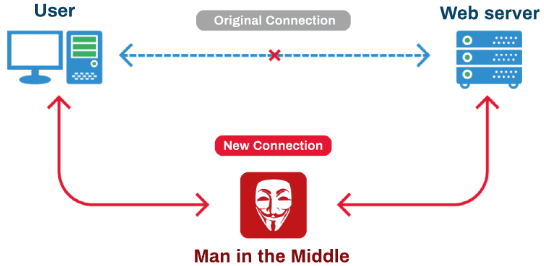 User
Original Connection
Web server
New Connection
Man in the Middle